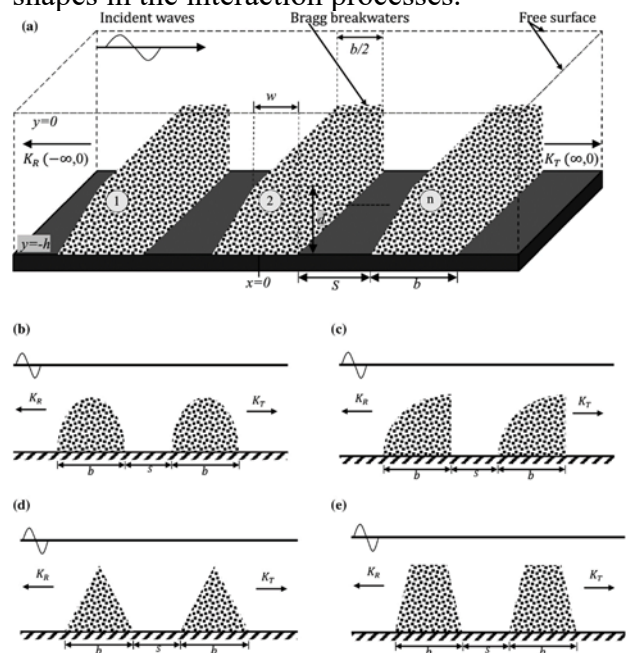 shapes in the interaction processes.
(a) Incident waves Bragg breakwaters Free surface
b/2
w
y=0
K_R (-∞,0) K_T (∞,0)
1 2 n
d
y=-h
x=0 S b
(b) (c)
K_R K_T K_R K_T
b s b b s b
(d) (e)
K_R K_T K_R K_T
b s b b s b